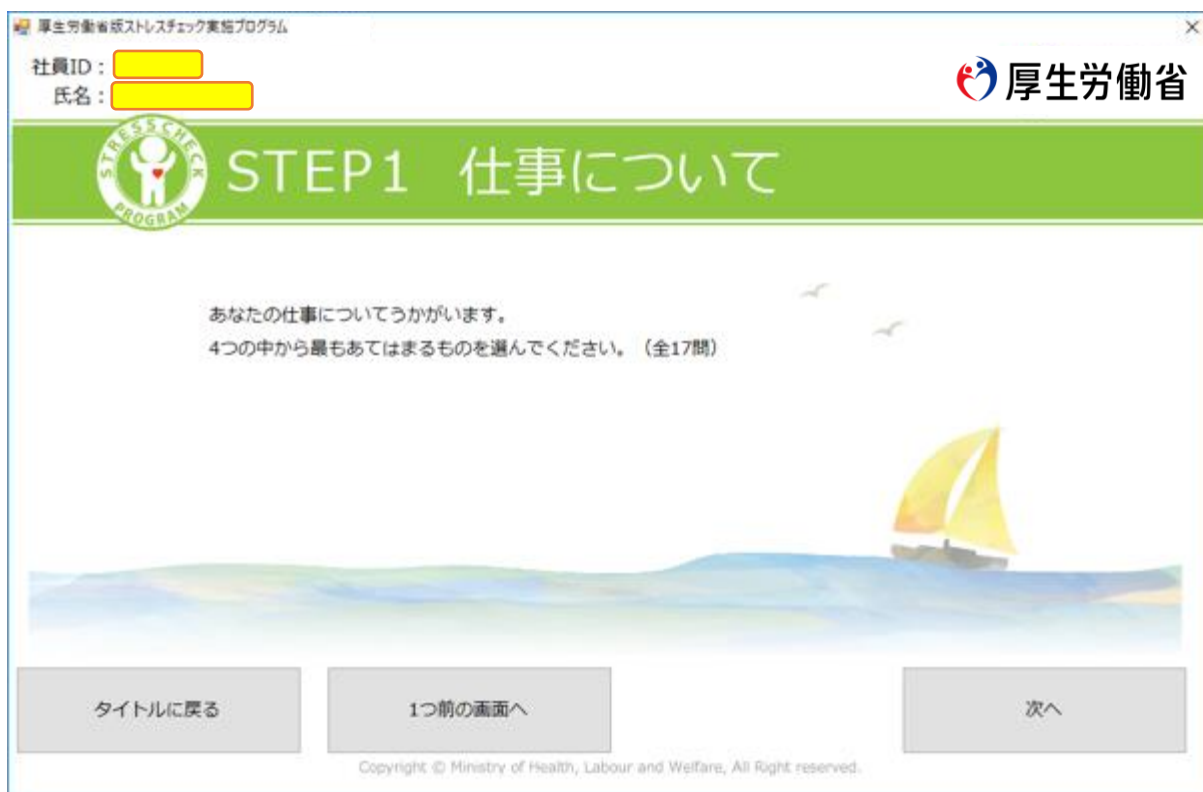 厚生労働省版ストレスチェック実施プログラム
×
社員ID：
氏名：
厚生労働省
STRESS CHECK PROGRAM
STEP1 仕事について
あなたの仕事についてうかがいます。
4つの中から最もあてはまるものを選んでください。（全17問）
タイトルに戻る
1つ前の画面へ
次へ
Copyright © Ministry of Health, Labour and Welfare, All Right reserved.